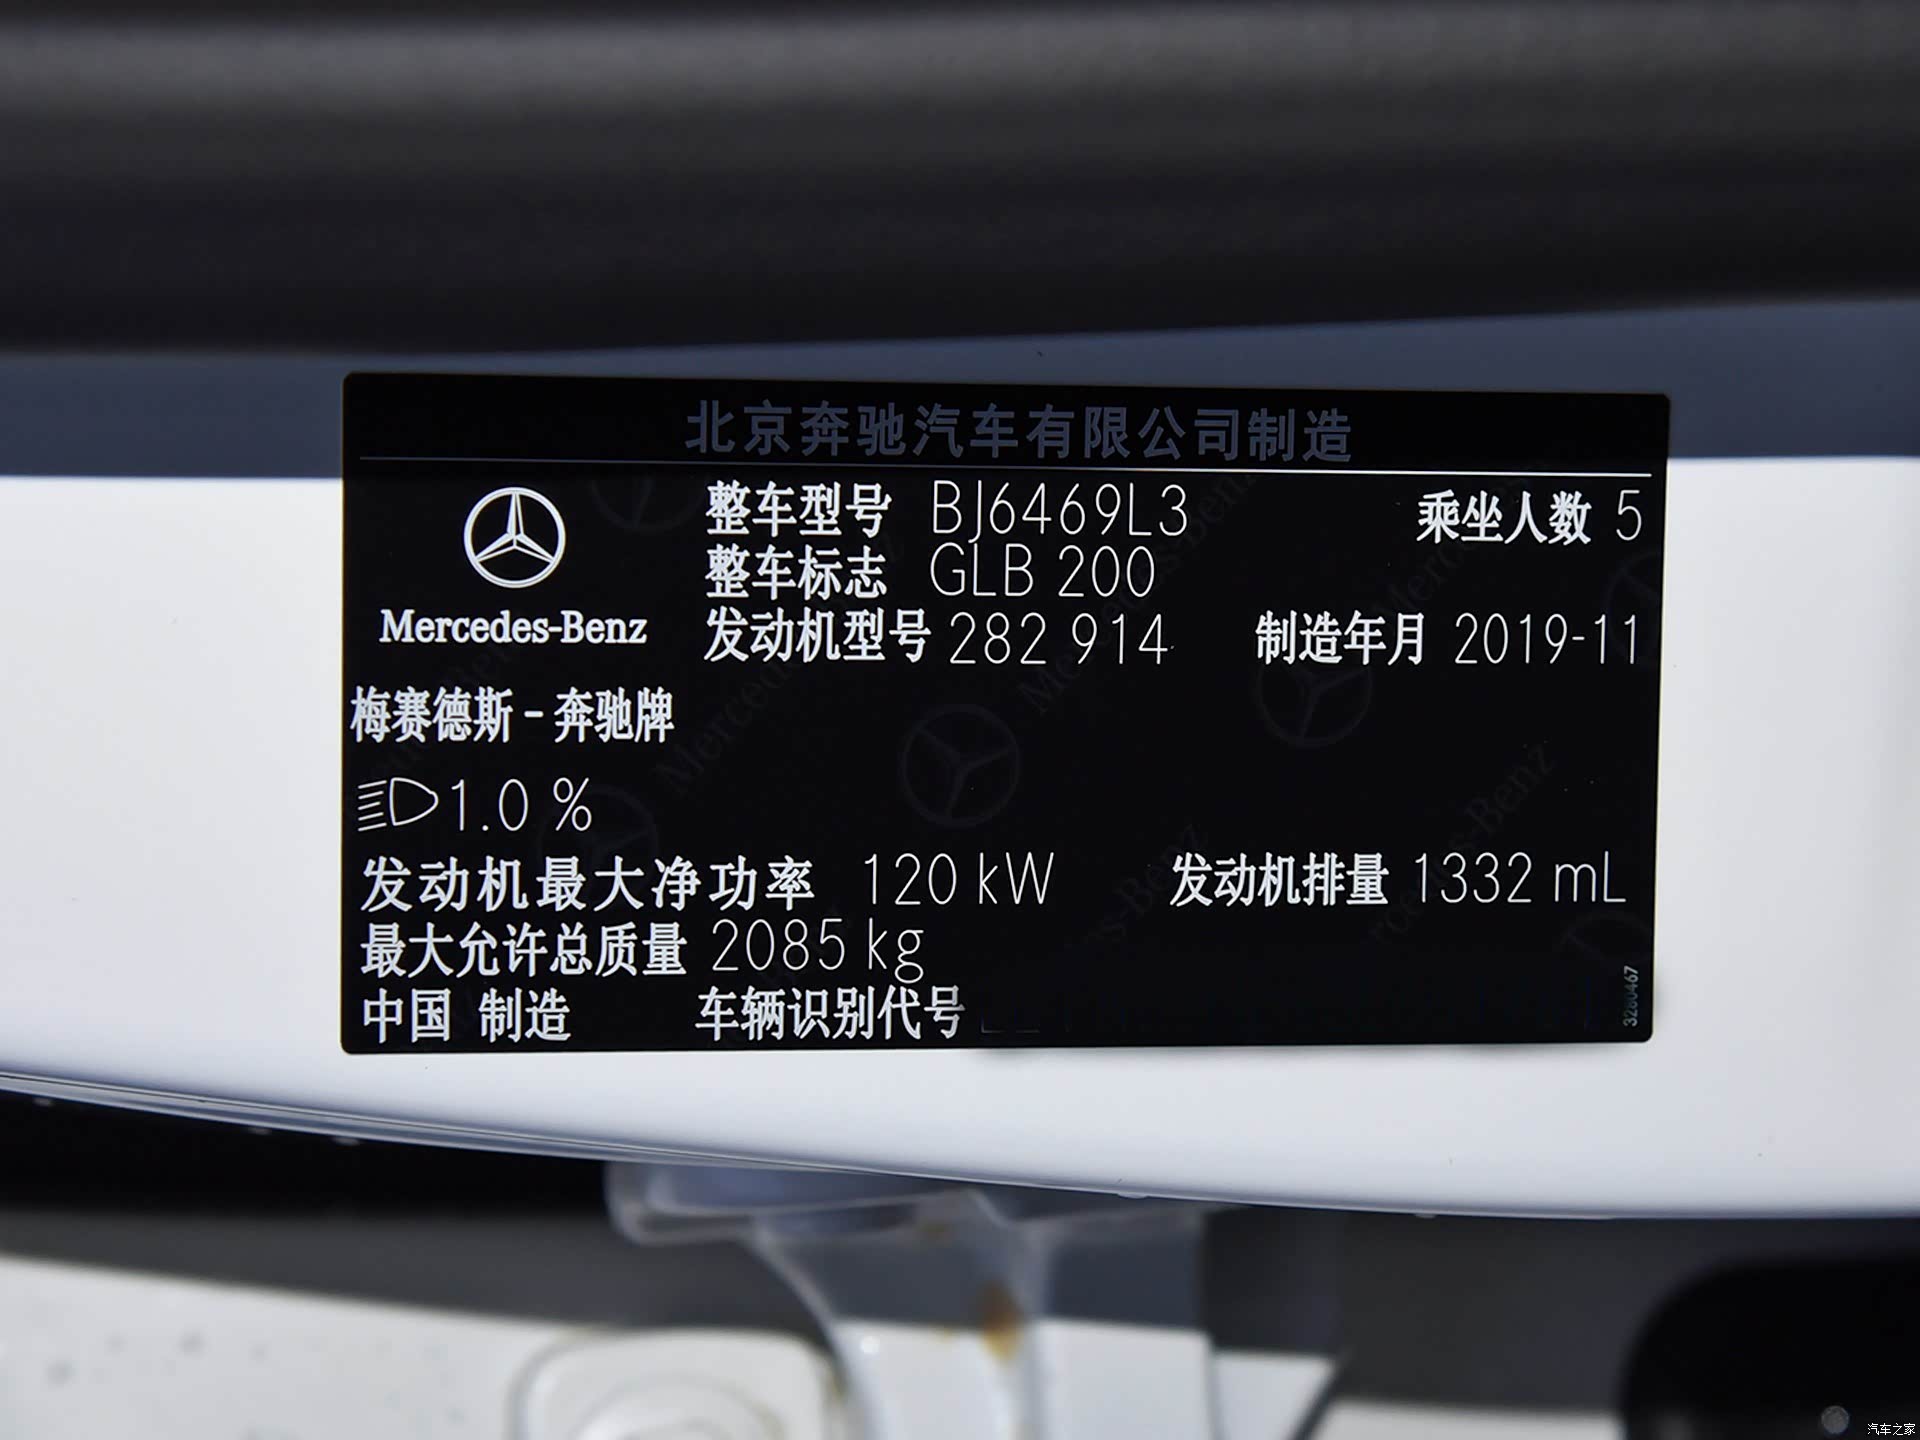 北京奔驰汽车有限公司制造
整车型号 BJ6469L3 乘坐人数 5
整车标志 GLB 200
Mercedes-Benz
发动机型号 282 914 制造年月 2019-11
梅赛德斯-奔驰牌
1.0 %
发动机最大净功率 120 kW 发动机排量 1332 mL
最大允许总质量 2085 kg
中国 制造 车辆识别代号
3280467
汽车之家